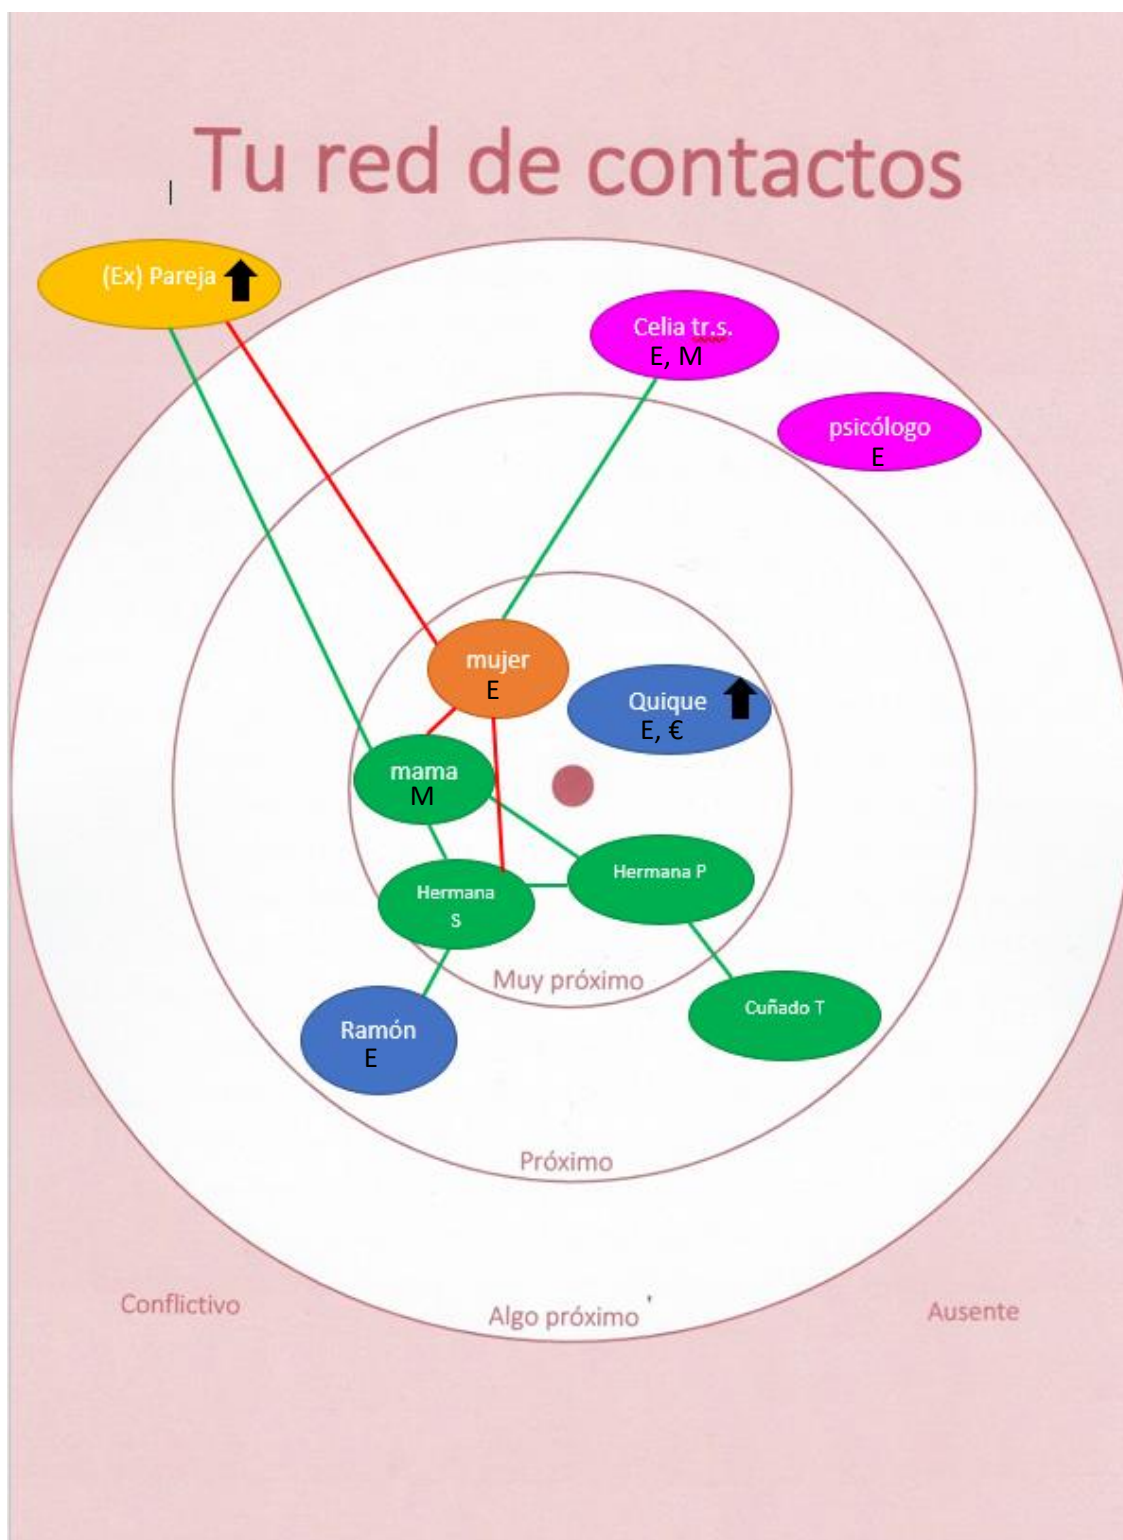 Tu red de contactos
(Ex) Pareja
Celia tr.s.
E, M
psicólogo
E
mujer
E
Quique
E, €
mama
M
Hermana P
Hermana
S
Muy próximo
Cuñado T
Ramón
E
Próximo
Conflictivo
Algo próximo
Ausente